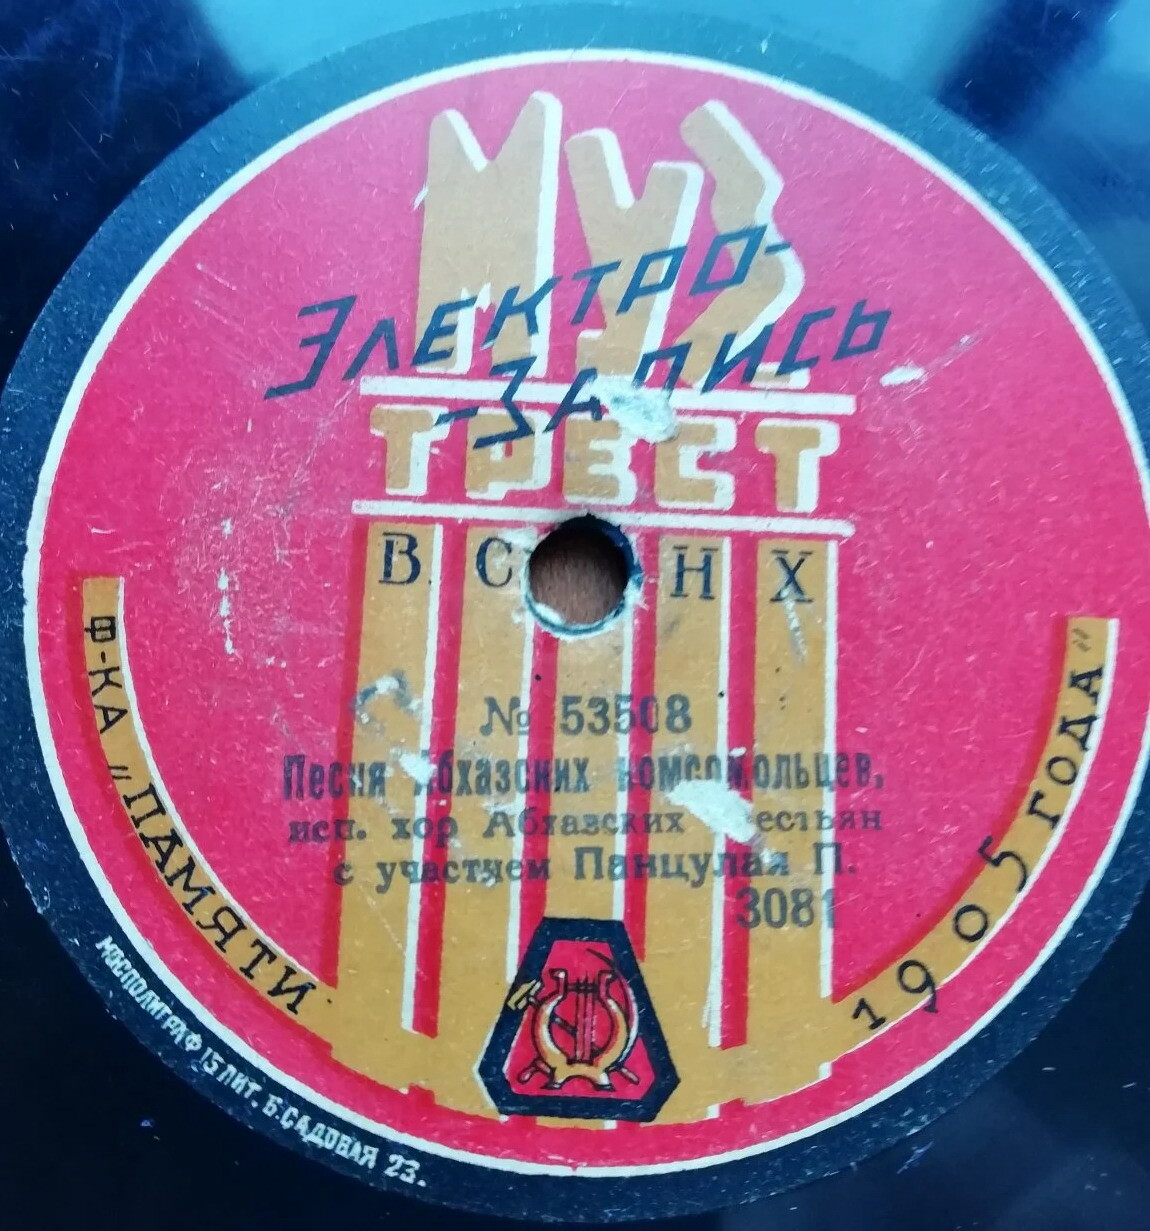 МУЗ
ЭЛЕКТРО-
-ЗАПИСЬ
ТРЕСТ
В С Н Х
№ 53508
Песня Абхазских комсомольцев,
исп. хор Абхазских крестьян
с участием Панцулая П.
3081
Ф-КА „ПАМЯТИ
1905 ГОДА"
МОСПОЛИГРАФ 15 ЛИТ. Б. САДОВАЯ 23.